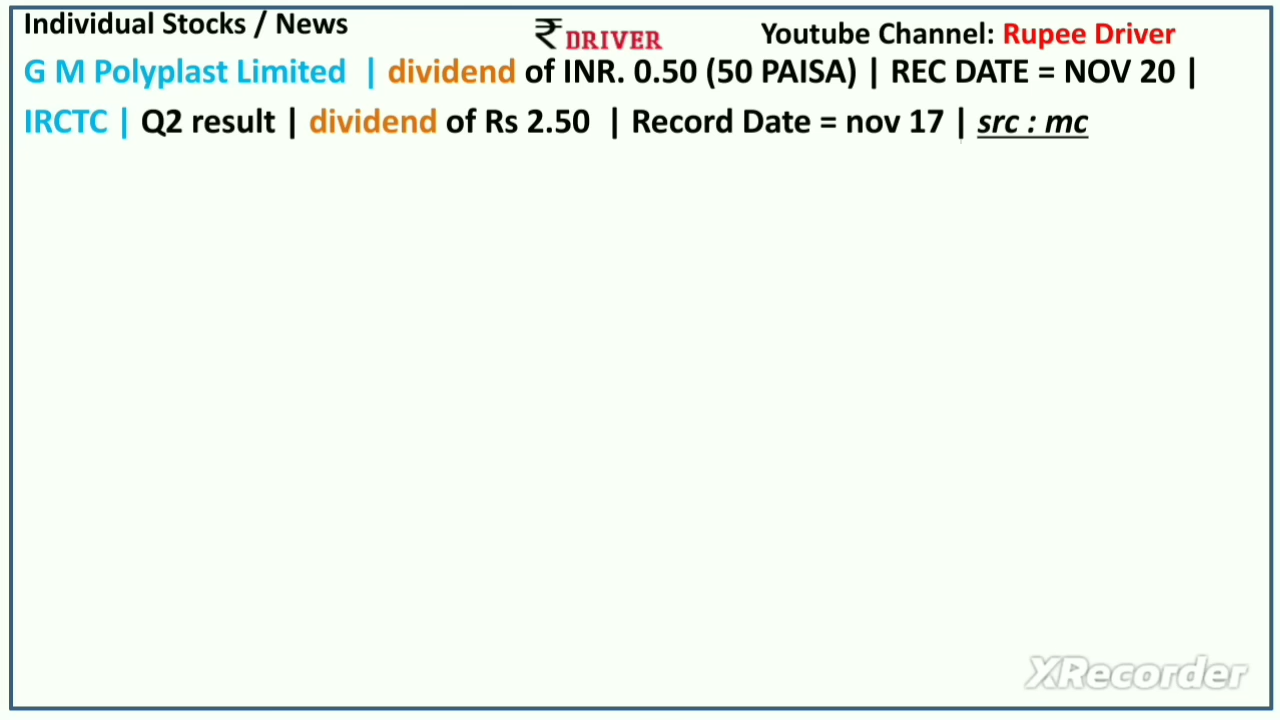 Individual Stocks / News
₹ DRIVER
Youtube Channel: Rupee Driver
G M Polyplast Limited | dividend of INR. 0.50 (50 PAISA) | REC DATE = NOV 20 |
IRCTC | Q2 result | dividend of Rs 2.50 | Record Date = nov 17 | src : mc
XRecorder